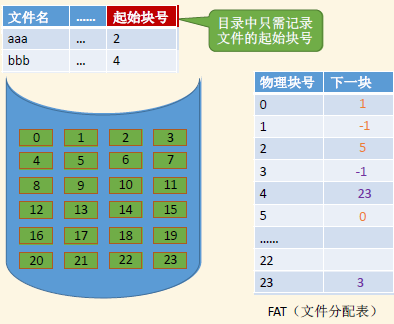 文件名 …… 起始块号
aaa … 2
bbb … 4
目录中只需记录
文件的起始块号
0 1 2 3
4 5 6 7
8 9 10 11
12 13 14 15
16 17 18 19
20 21 22 23
物理块号 下一块
0 1
1 -1
2 5
3 -1
4 23
5 0
……
22
23 3
FAT（文件分配表）